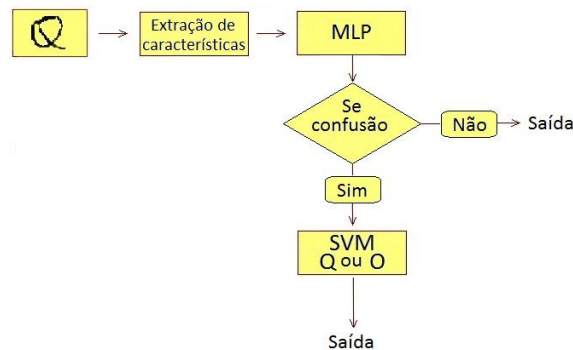 Q
Extração de
características
MLP
Se
confusão
Não
Saída
Sim
SVM
Q ou O
Saída